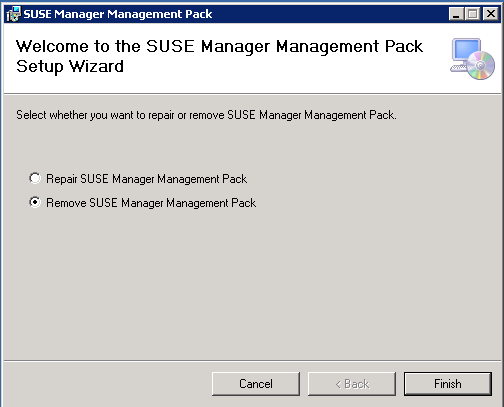 SUSE Manager Management Pack
Welcome to the SUSE Manager Management Pack
Setup Wizard
Select whether you want to repair or remove SUSE Manager Management Pack.
Repair SUSE Manager Management Pack
Remove SUSE Manager Management Pack
Cancel
< Back
Finish